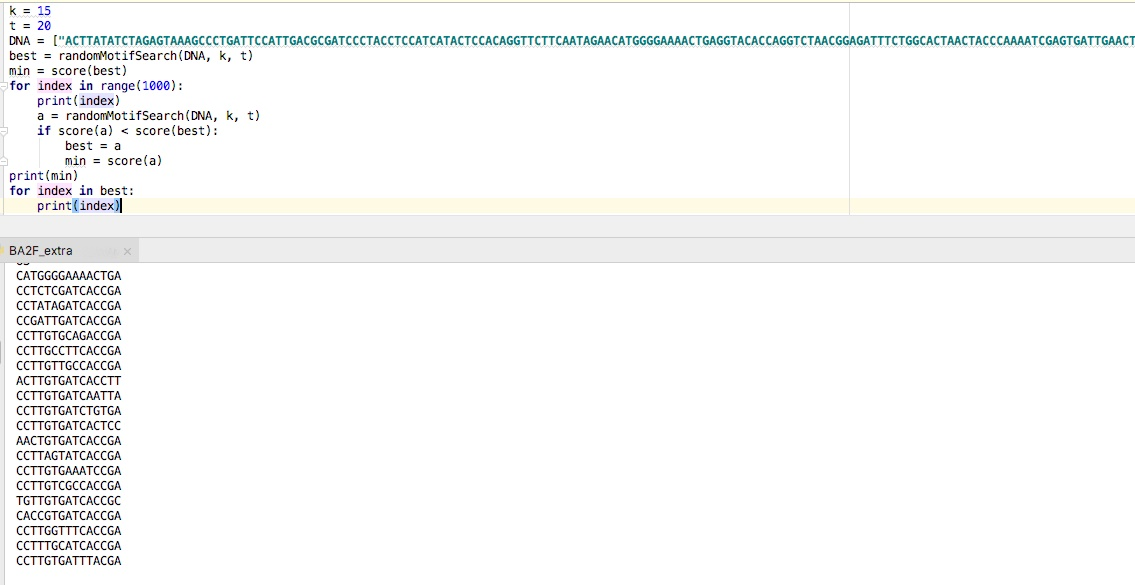 k = 15
t = 20
DNA = ["ACTTATATCTAGAGTAAAGCCCTGATTCCATTGACGCGATCCCTACCTCCATCATACTCCACAGGTTCTTCAATAGAACATGGGGAAAACTGAGGTACACCAGGTCTAACGGAGATTTCTGGCACTAACTACCCAAAATCGAGTGATTGAACT
best = randomMotifSearch(DNA, k, t)
min = score(best)
for index in range(1000):
    print(index)
    a = randomMotifSearch(DNA, k, t)
    if score(a) < score(best):
        best = a
        min = score(a)
print(min)
for index in best:
    print(index)
BA2F_extra ×
CATGGGGAAAACTGA
CCTCTCGATCACCGA
CCTATAGATCACCGA
CCGATTGATCACCGA
CCTTGTGCAGACCGA
CCTTGCCTTCACCGA
CCTTGTTGCCACCGA
ACTTGTGATCACCTT
CCTTGTGATCAATTA
CCTTGTGATCTGTGA
CCTTGTGATCACTCC
AACTGTGATCACCGA
CCTTAGTATCACCGA
CCTTGTGAAATCCGA
CCTTGTCGCCACCGA
TGTTGTGATCACCGC
CACCGTGATCACCGA
CCTTGGTTTCACCGA
CCTTTGCATCACCGA
CCTTGTGATTTACGA